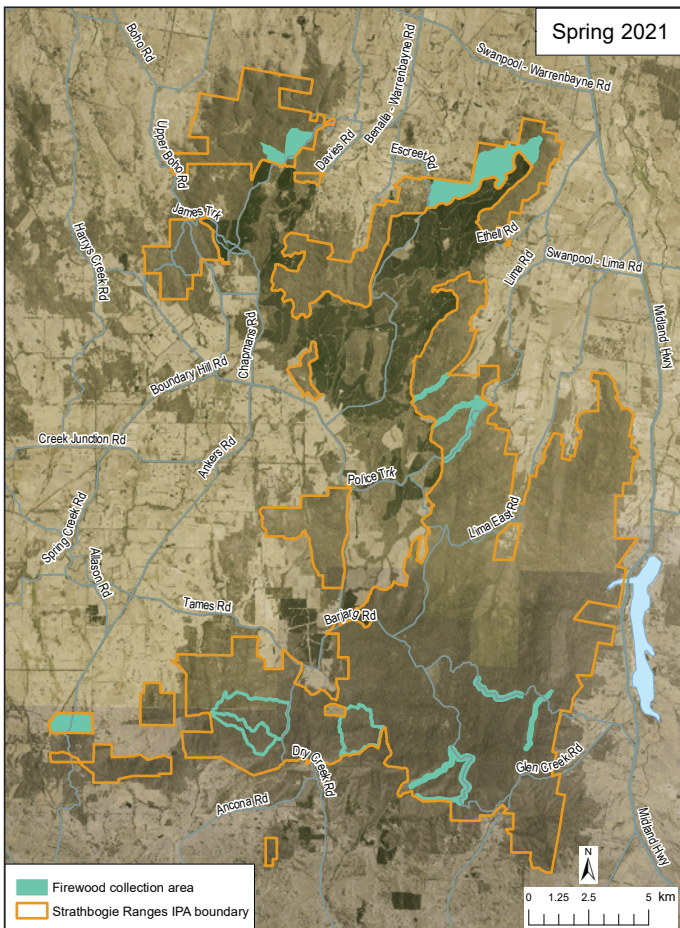 Spring 2021
Boho Rd
Swanpool - Warrenbayne Rd
Benalla - Warrenbayne Rd
Upper Boho Rd
Davies Rd
Escreet Rd
James Trk
Harrys Creek Rd
Ethell Rd
Lima Rd
Swanpool - Lima Rd
Midland Hwy
Chapmans Rd
Boundary Hill Rd
Creek Junction Rd
Ankers Rd
Police Trk
Spring Creek Rd
Lima East Rd
Allason Rd
Tames Rd
Barjarg Rd
Dry Creek Rd
Glen Creek Rd
Ancona Rd
Midland Hwy
Firewood collection area
Strathbogie Ranges IPA boundary
N
0 1.25 2.5 5 km